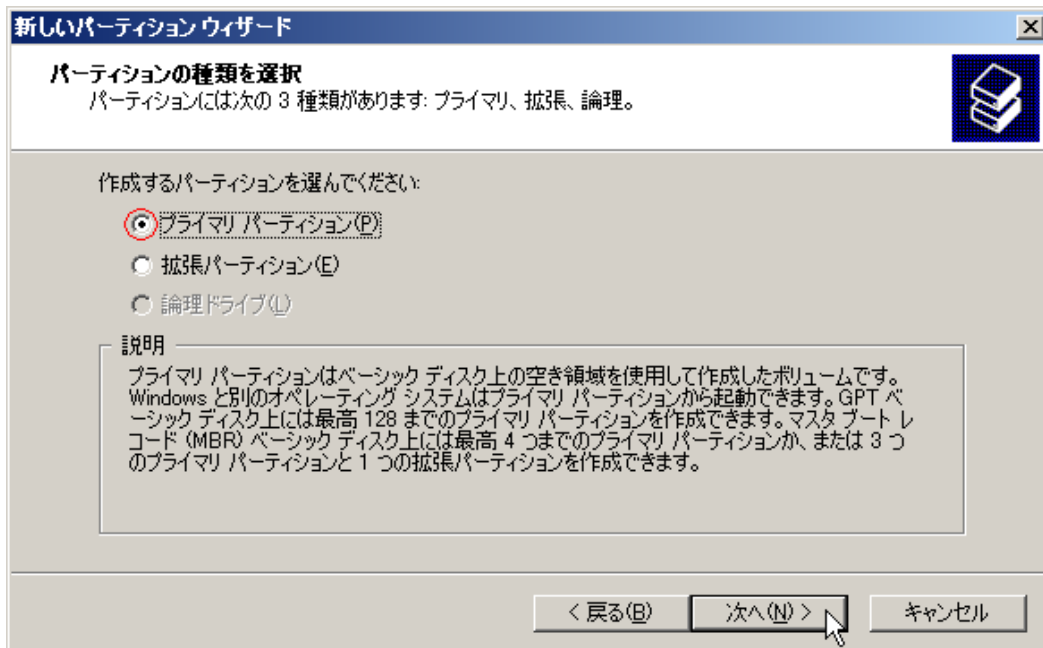 新しいパーティション ウィザード
パーティションの種類を選択
パーティションには次の 3 種類があります: プライマリ、拡張、論理。
作成するパーティションを選んでください:
プライマリ パーティション(P)
拡張パーティション(E)
論理ドライブ(L)
説明
プライマリ パーティションはベーシック ディスク上の空き領域を使用して作成したボリュームです。
Windows と別のオペレーティング システムはプライマリ パーティションから起動できます。GPT ベ
ーシック ディスク上には最高 128 までのプライマリ パーティションを作成できます。マスタ ブート レ
コード (MBR) ベーシック ディスク上には最高 4 つまでのプライマリ パーティションか、または 3 つ
のプライマリ パーティションと 1 つの拡張パーティションを作成できます。
< 戻る(B) 次へ(N) > キャンセル